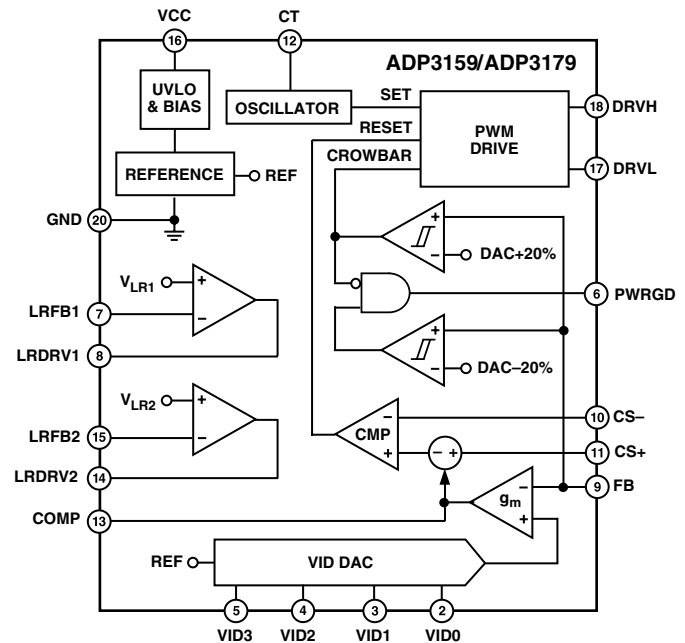 VCC
CT
16
12
ADP3159/ADP3179
UVLO
& BIAS
OSCILLATOR
SET
RESET
CROWBAR
PWM
DRIVE
18
DRVH
17
DRVL
REFERENCE
REF
GND
20
+
–
DAC+20%
VLR1
+
–
LRFB1
7
LRDRV1
8
6
PWRGD
+
–
DAC–20%
VLR2
+
–
LRFB2
15
LRDRV2
14
CMP
–
+
– +
10
CS–
11
CS+
9
FB
gm
–
+
COMP
13
REF
VID DAC
5
4
3
2
VID3
VID2
VID1
VID0